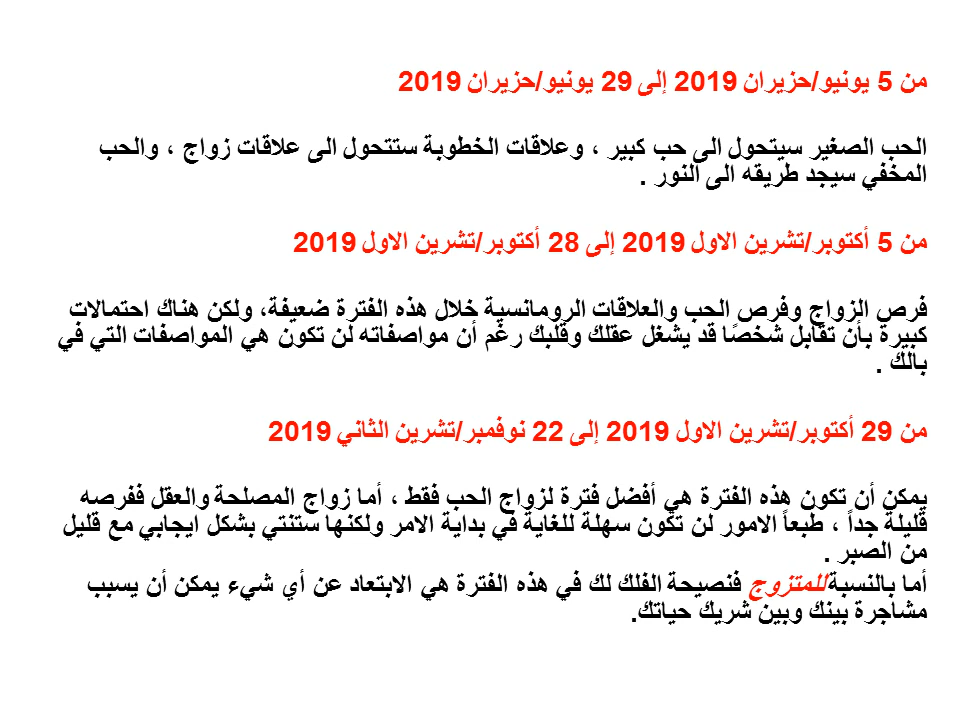 من 5 يونيو/حزيران 2019 إلى 29 يونيو/حزيران 2019
الحب الصغير سيتحول الى حب كبير ، وعلاقات الخطوبة ستتحول الى علاقات زواج ، والحب
المخفي سيجد طريقه الى النور .
من 5 أكتوبر/تشرين الاول 2019 إلى 28 أكتوبر/تشرين الاول 2019
فرص الزواج وفرص الحب والعلاقات الرومانسية خلال هذه الفترة ضعيفة، ولكن هناك احتمالات
كبيرة بأن تقابل شخصًا قد يشغل عقلك وقلبك رغم أن مواصفاته لن تكون هي المواصفات التي في
بالك .
من 29 أكتوبر/تشرين الاول 2019 إلى 22 نوفمبر/تشرين الثاني 2019
يمكن أن تكون هذه الفترة هي أفضل فترة لزواج الحب فقط ، أما زواج المصلحة والعقل ففرصه
قليلة جداً ، طبعاً الامور لن تكون سهلة للغاية في بداية الامر ولكنها ستنتي بشكل ايجابي مع قليل
من الصبر .
أما بالنسبة للمتزوج فنصيحة الفلك لك في هذه الفترة هي الابتعاد عن أي شيء يمكن أن يسبب
مشاجرة بينك وبين شريك حياتك.